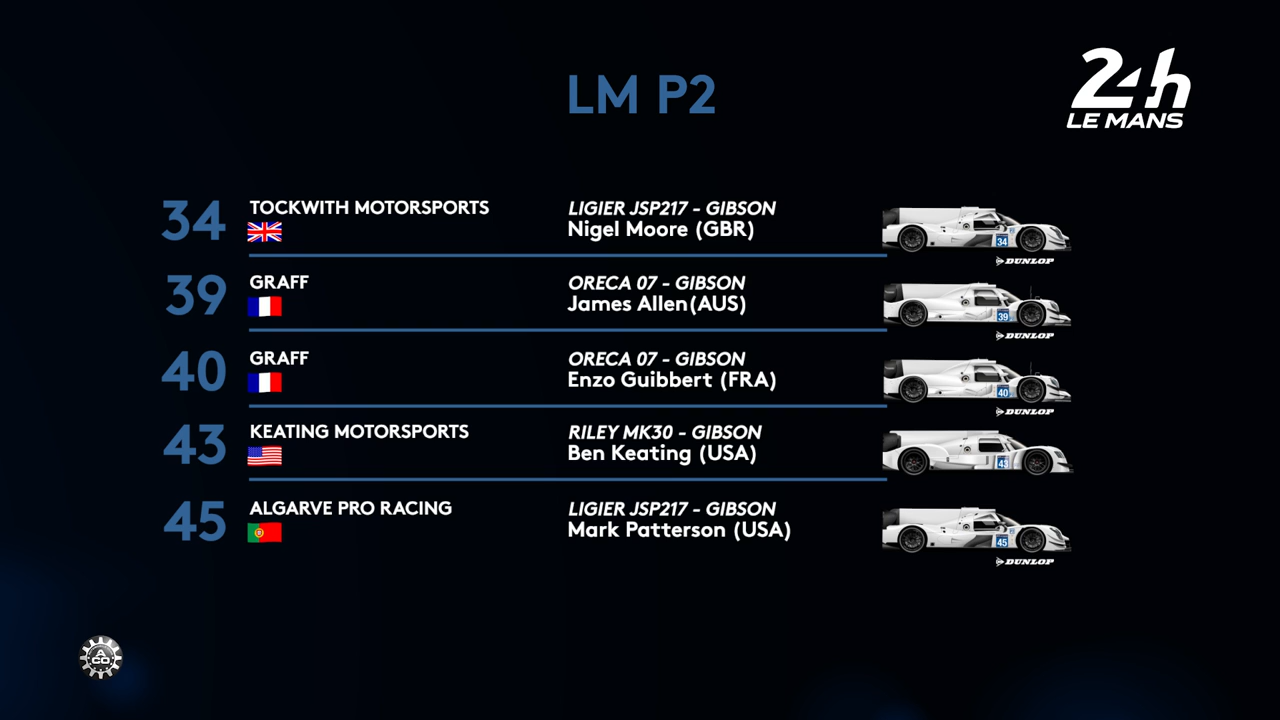 LM P2
24h
LE MANS
34
TOCKWITH MOTORSPORTS
LIGIER JSP217 - GIBSON
Nigel Moore (GBR)
34
DUNLOP
39
GRAFF
ORECA 07 - GIBSON
James Allen(AUS)
39
DUNLOP
40
GRAFF
ORECA 07 - GIBSON
Enzo Guibbert (FRA)
40
DUNLOP
43
KEATING MOTORSPORTS
RILEY MK30 - GIBSON
Ben Keating (USA)
43
45
ALGARVE PRO RACING
LIGIER JSP217 - GIBSON
Mark Patterson (USA)
45
DUNLOP
ACO